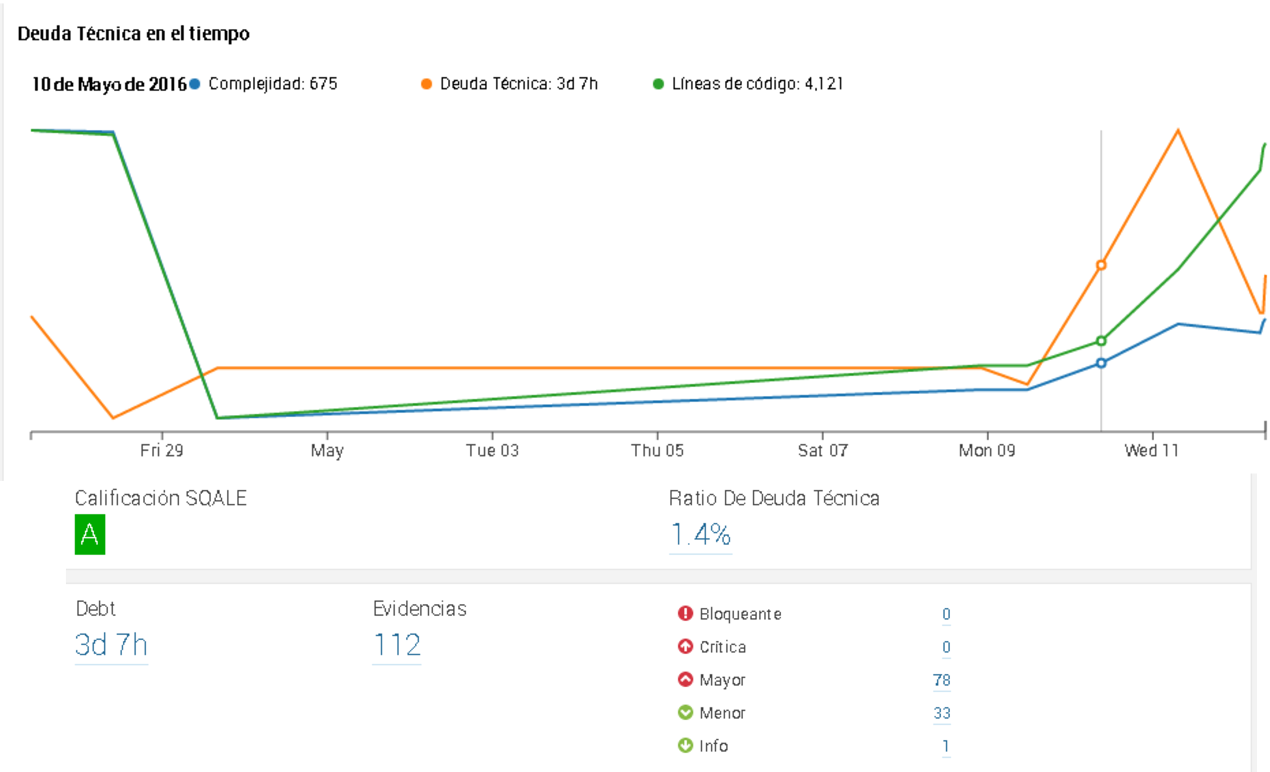 Deuda Técnica en el tiempo
10 de Mayo de 2016 Complejidad: 675 Deuda Técnica: 3d 7h Líneas de código: 4,121
Fri 29 May Tue 03 Thu 05 Sat 07 Mon 09 Wed 11
Calificación SQALE Ratio De Deuda Técnica
A 1.4%
Debt Evidencias
3d 7h 112
Bloqueante 0
Crítica 0
Mayor 78
Menor 33
Info 1